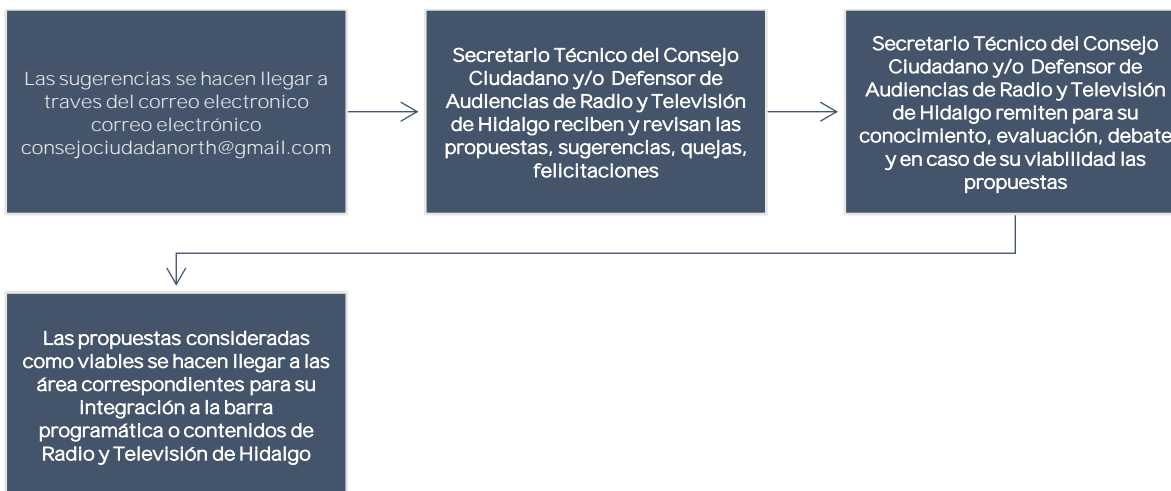 Las sugerencias se hacen llegar a
traves del correo electronico
correo electrónico
consejociudadanorth@gmail.com
Secretario Técnico del Consejo
Ciudadano y/o Defensor de
Audiencias de Radio y Televisión
de Hidalgo reciben y revisan las
propuestas, sugerencias, quejas,
felicitaciones
Secretario Técnico del Consejo
Ciudadano y/o Defensor de
Audiencias de Radio y Televisión
de Hidalgo remiten para su
conocimiento, evaluación, debate
y en caso de su viabilidad las
propuestas
Las propuestas consideradas
como viables se hacen llegar a las
área correspondientes para su
integración a la barra
programática o contenidos de
Radio y Televisión de Hidalgo